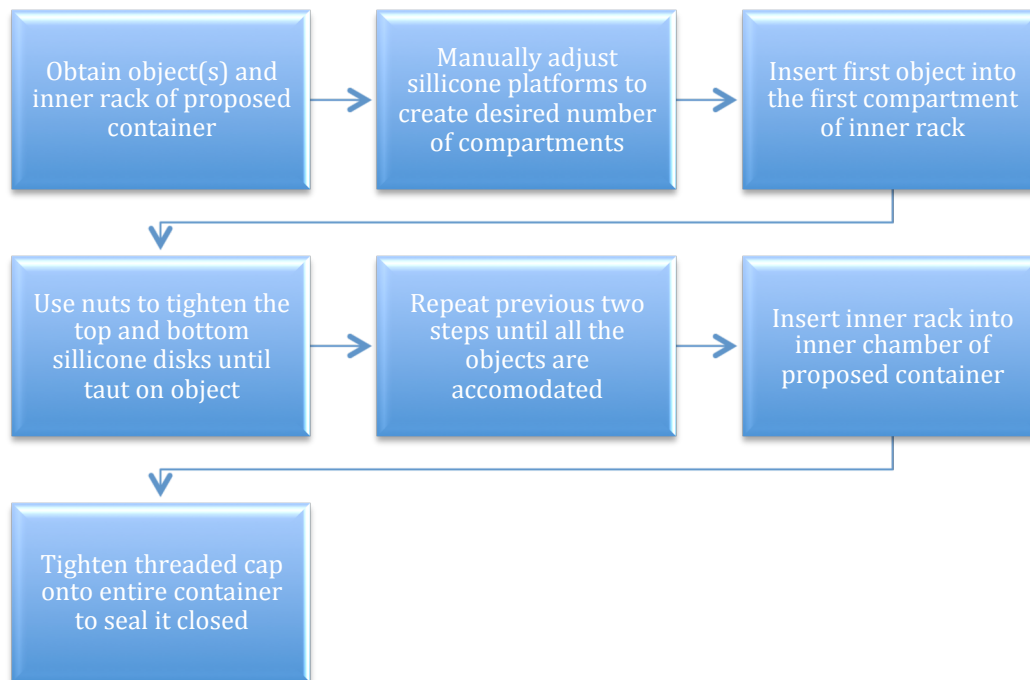 Obtain object(s) and
inner rack of proposed
container
Manually adjust
sillicone platforms to
create desired number
of compartments
Insert first object into
the first compartment
of inner rack
Use nuts to tighten the
top and bottom
sillicone disks until
taut on object
Repeat previous two
steps until all the
objects are
accomodated
Insert inner rack into
inner chamber of
proposed container
Tighten threaded cap
onto entire container
to seal it closed